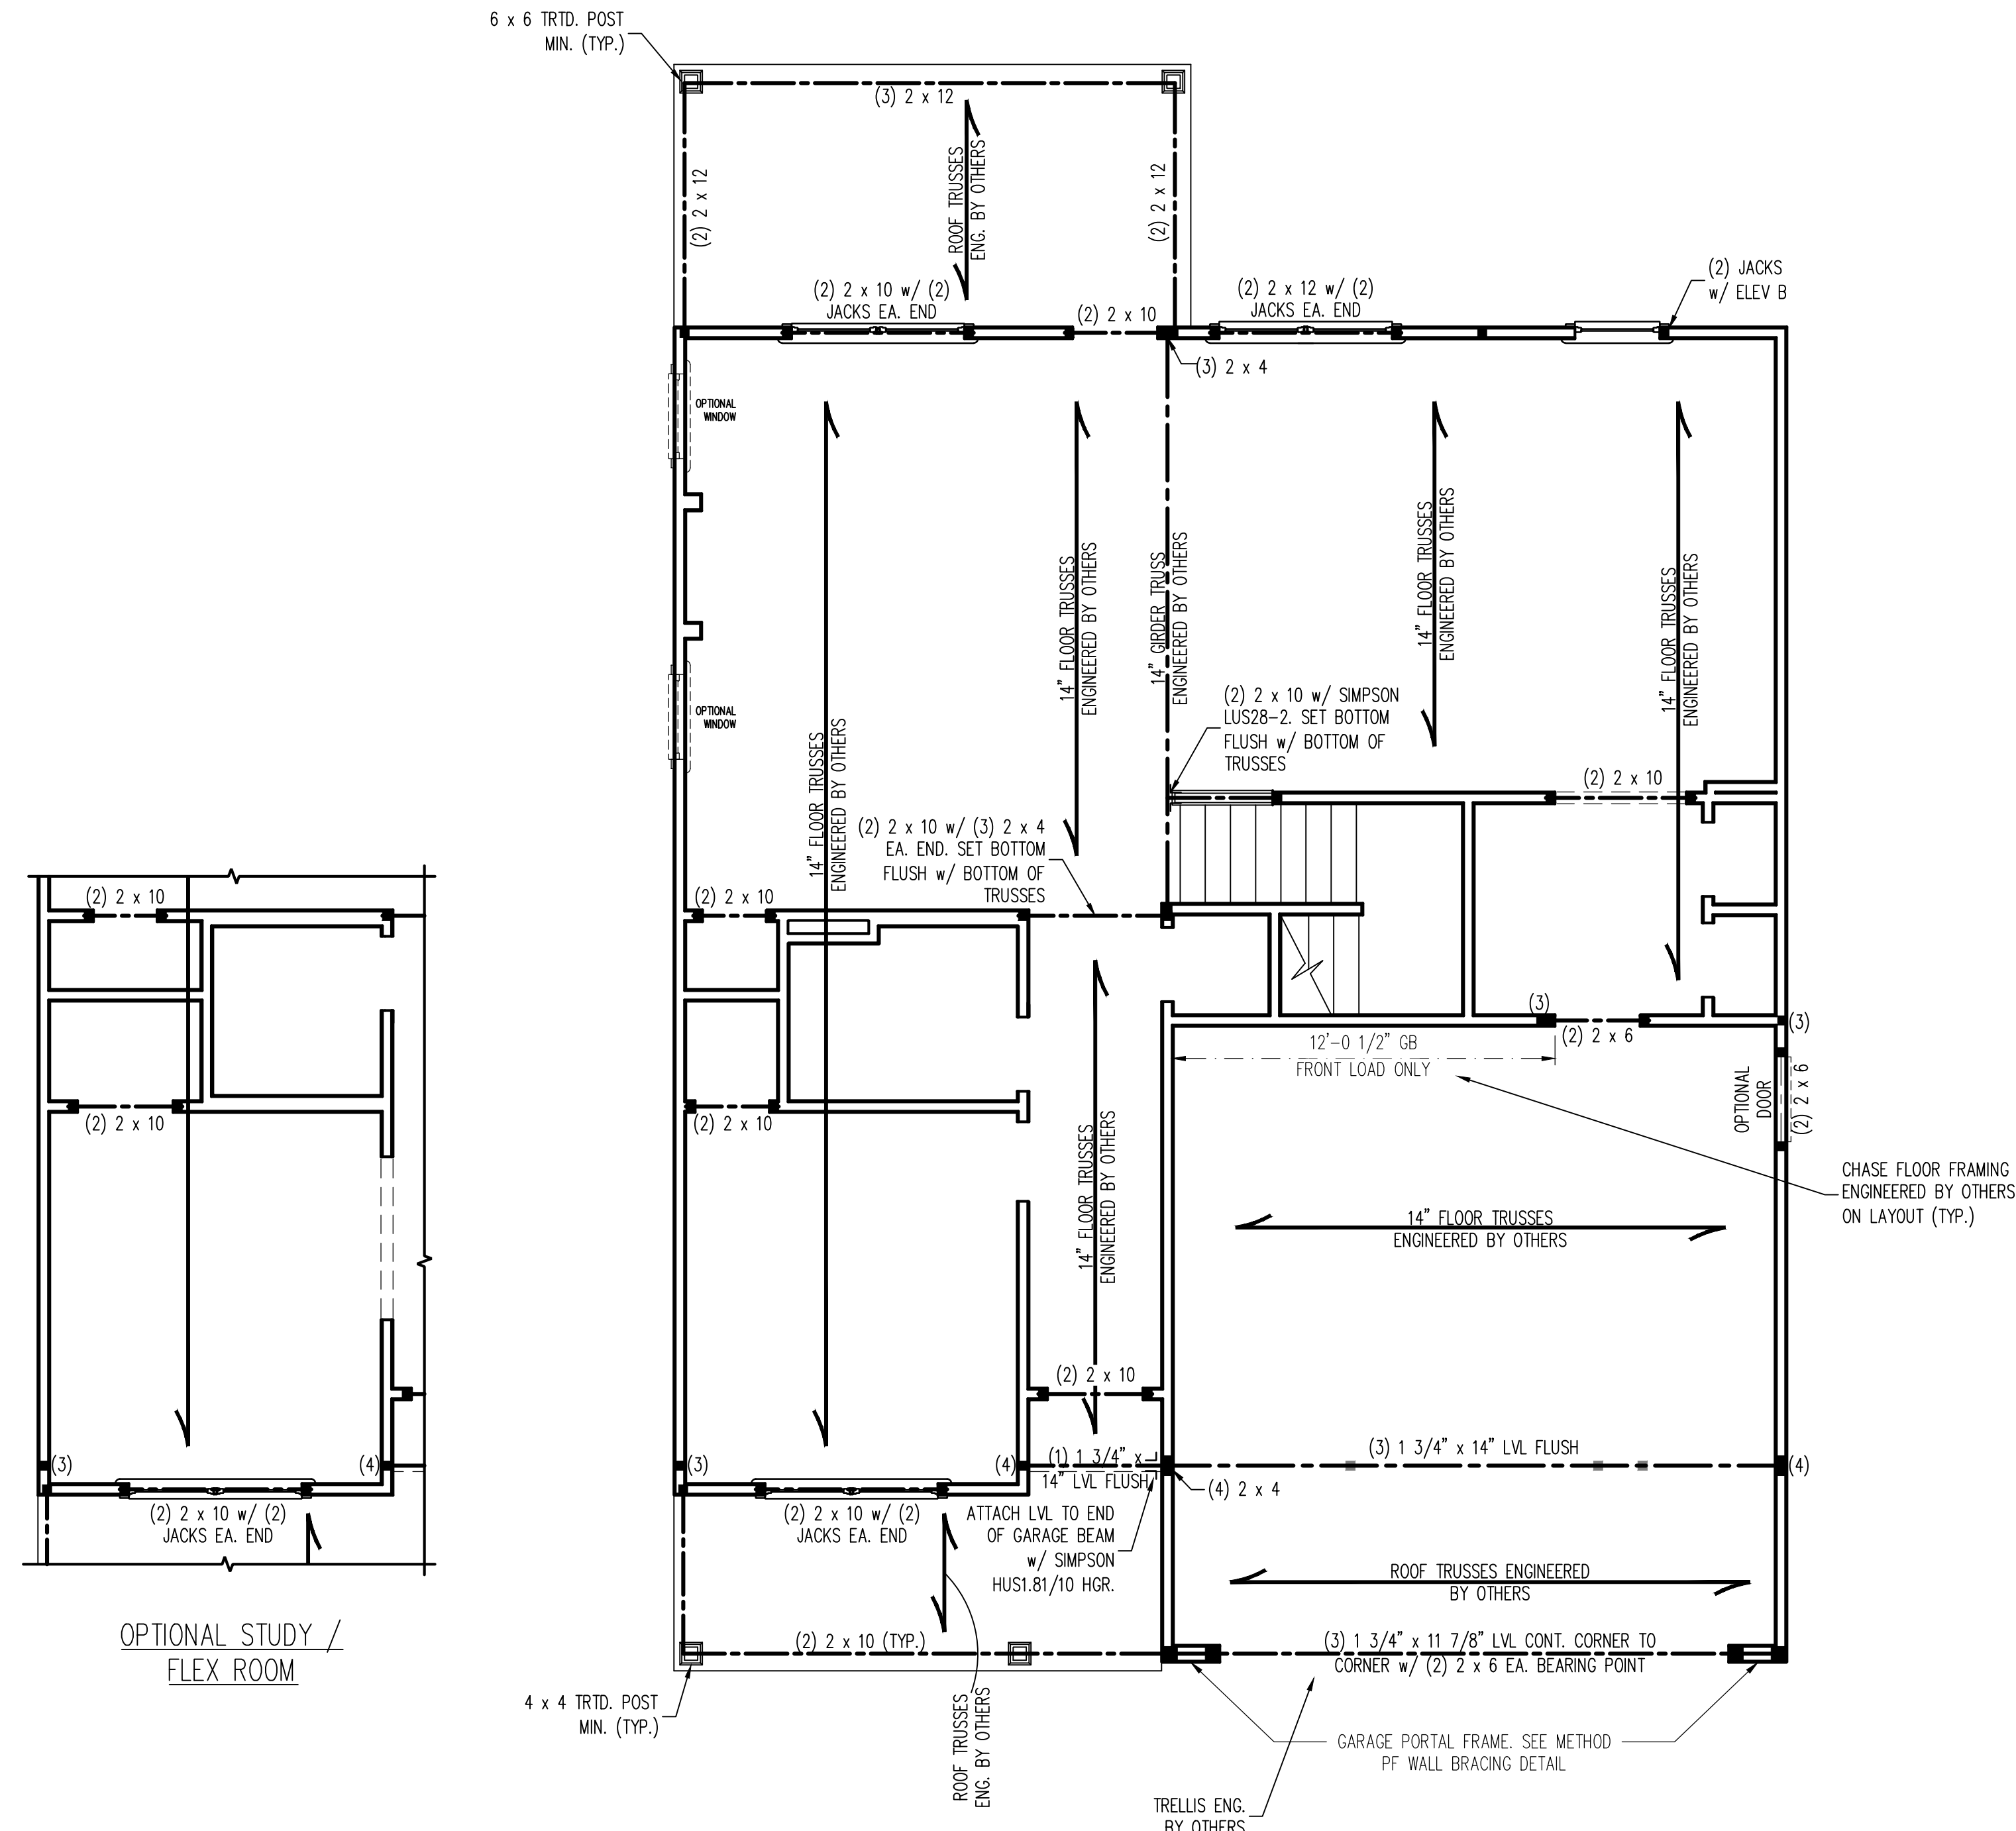 6 x 6 TRTD. POST
MIN. (TYP.)
(3) 2 x 12
(2) 2 x 12
ROOF TRUSSES
ENG. BY OTHERS
(2) 2 x 12
(2) 2 x 10 w/ (2)
JACKS EA. END
(2) 2 x 10
(2) 2 x 12 w/ (2)
JACKS EA. END
(2) JACKS
w/ ELEV B
(3) 2 x 4
OPTIONAL
WINDOW
14" FLOOR TRUSSES
ENGINEERED BY OTHERS
14" FLOOR TRUSSES
ENGINEERED BY OTHERS
14" GIRDER TRUSS
ENGINEERED BY OTHERS
14" FLOOR TRUSSES
ENGINEERED BY OTHERS
14" FLOOR TRUSSES
ENGINEERED BY OTHERS
OPTIONAL
WINDOW
(2) 2 x 10 w/ SIMPSON
LUS28-2. SET BOTTOM
FLUSH w/ BOTTOM OF
TRUSSES
(2) 2 x 10
(2) 2 x 10 w/ (3) 2 x 4
EA. END. SET BOTTOM
FLUSH w/ BOTTOM OF
TRUSSES
(2) 2 x 10
(2) 2 x 10
14" FLOOR TRUSSES
ENGINEERED BY OTHERS
(3)
(2) 2 x 6
(3)
12'-0 1/2" GB
FRONT LOAD ONLY
OPTIONAL
DOOR
(2) 2 x 6
CHASE FLOOR FRAMING
ENGINEERED BY OTHERS
ON LAYOUT (TYP.)
14" FLOOR TRUSSES
ENGINEERED BY OTHERS
(2) 2 x 10
(3)
(4)
(1) 1 3/4" x
14" LVL FLUSH
(3) 1 3/4" x 14" LVL FLUSH
(4)
(4) 2 x 4
(2) 2 x 10 w/ (2)
JACKS EA. END
ATTACH LVL TO END
OF GARAGE BEAM
w/ SIMPSON
HUS1.81/10 HGR.
ROOF TRUSSES ENGINEERED
BY OTHERS
(2) 2 x 10 (TYP.)
(3) 1 3/4" x 11 7/8" LVL CONT. CORNER TO
CORNER w/ (2) 2 x 6 EA. BEARING POINT
4 x 4 TRTD. POST
MIN. (TYP.)
ROOF TRUSSES
ENG. BY OTHERS
GARAGE PORTAL FRAME. SEE METHOD
PF WALL BRACING DETAIL
TRELLIS ENG.
BY OTHERS
(2) 2 x 10
(2) 2 x 10
(3)
(4)
(2) 2 x 10 w/ (2)
JACKS EA. END
OPTIONAL STUDY /
FLEX ROOM